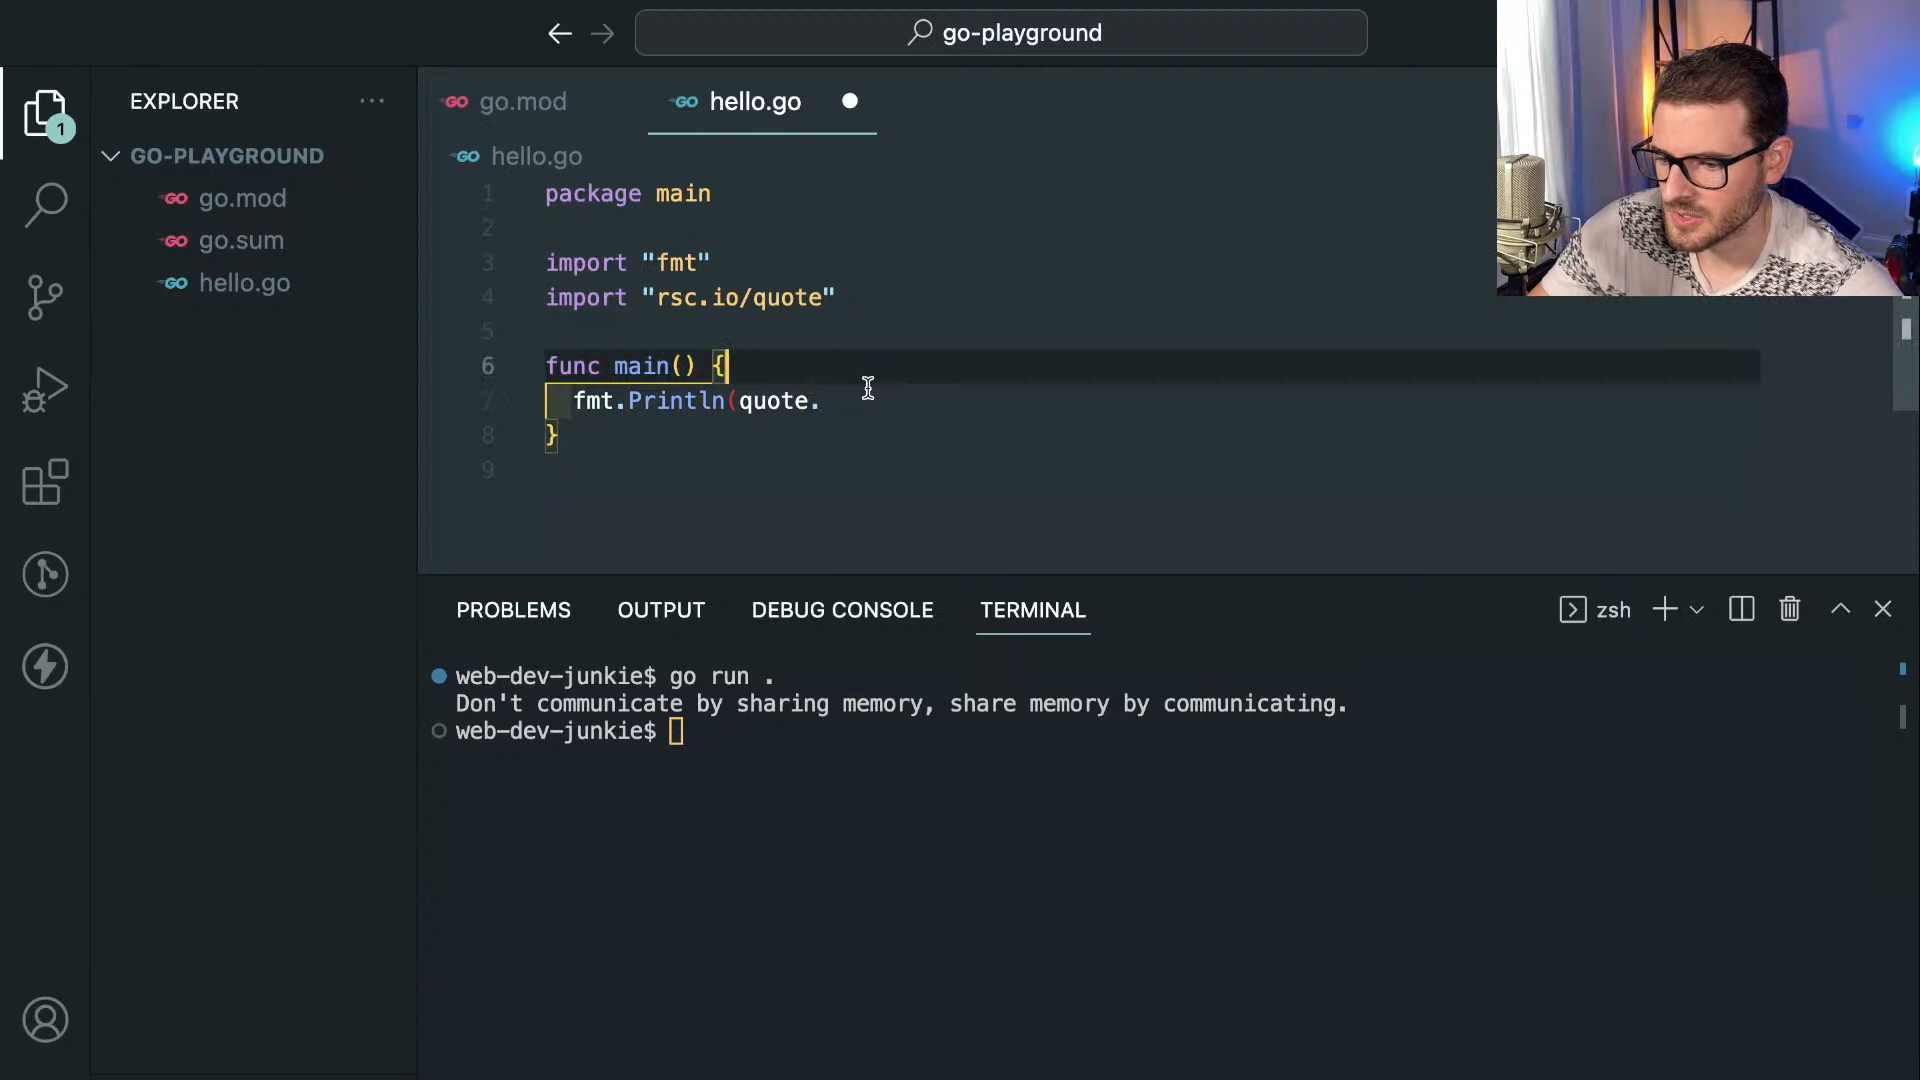 go-playground
EXPLORER
GO-PLAYGROUND
go.mod
go.sum
hello.go
1
go.mod
hello.go
hello.go
1 package main
2
3 import "fmt"
4 import "rsc.io/quote"
5
6 func main() {
7 fmt.Println(quote.
8 }
9
PROBLEMS OUTPUT DEBUG CONSOLE TERMINAL
zsh
web-dev-junkie$ go run .
Don't communicate by sharing memory, share memory by communicating.
web-dev-junkie$